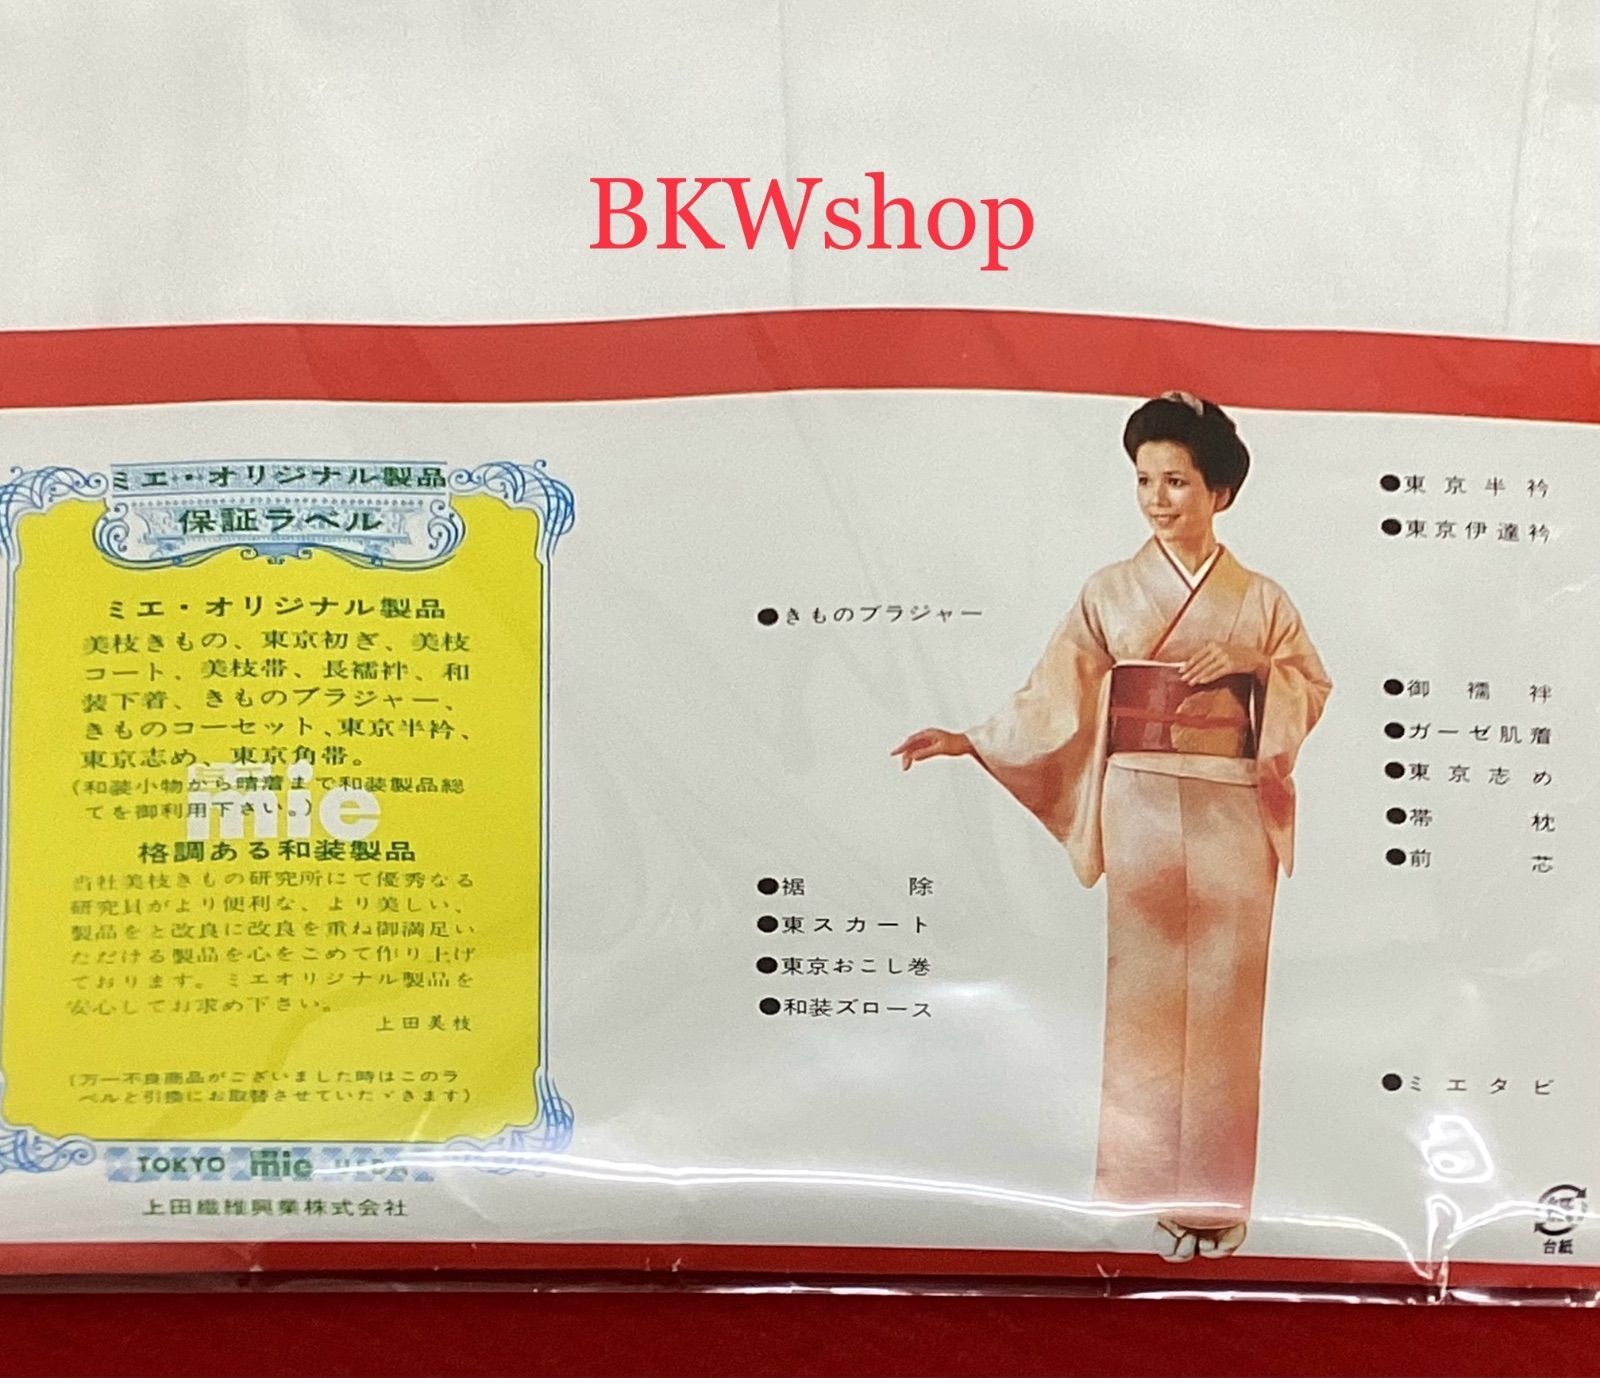 BKWshop
ミエ・オリジナル製品
保証ラベル
ミエ・オリジナル製品
美枝きもの、東京初ぎ、美枝
コート、美枝帯、長襦袢、和
装下着、きものブラジャー、
きものコーセット、東京半衿、
東京志め、東京角帯。
(和装小物から晴着まで和装製品総
てを御利用下さい。)
mie
格調ある和装製品
当社美枝きもの研究所にて優秀なる
研究員がより便利な、より美しい、
製品をと改良に改良を重ね御満足い
ただける製品を心をこめて作り上げ
ております。ミエオリジナル製品を
安心してお求め下さい。
上田美枝
(万一不良商品がございました時はこのラ
ベルと引換にお取替させていたゞきます)
TOKYO mie UEDA
上田繊維興業株式会社
●きものブラジャー
●裾除
●東スカート
●東京おこし巻
●和装ズロース
●東京半衿
●東京伊達衿
●御襦袢
●ガーゼ肌着
●東京志め
●帯枕
●前芯
●ミエタビ
紙
台紙